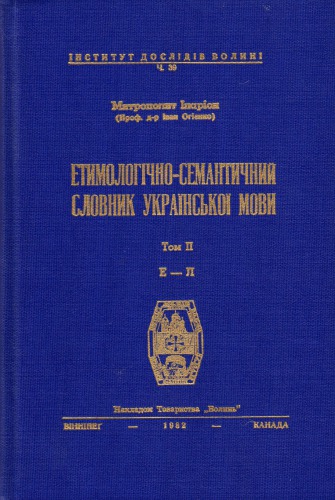 ІНСТИТУТ ДОСЛІДІВ ВОЛИНІ
Ч. 39
Митрополит Іларіон
(Проф. д-р Іван Огієнко)
ЕТИМОЛОГІЧНО-СЕМАНТИЧНИЙ
СЛОВНИК УКРАЇНСЬКОЇ МОВИ
Том II
Е — Л
Накладом Товариства „Волинь"
ВІННІПЕҐ — 1982 — КАНАДА